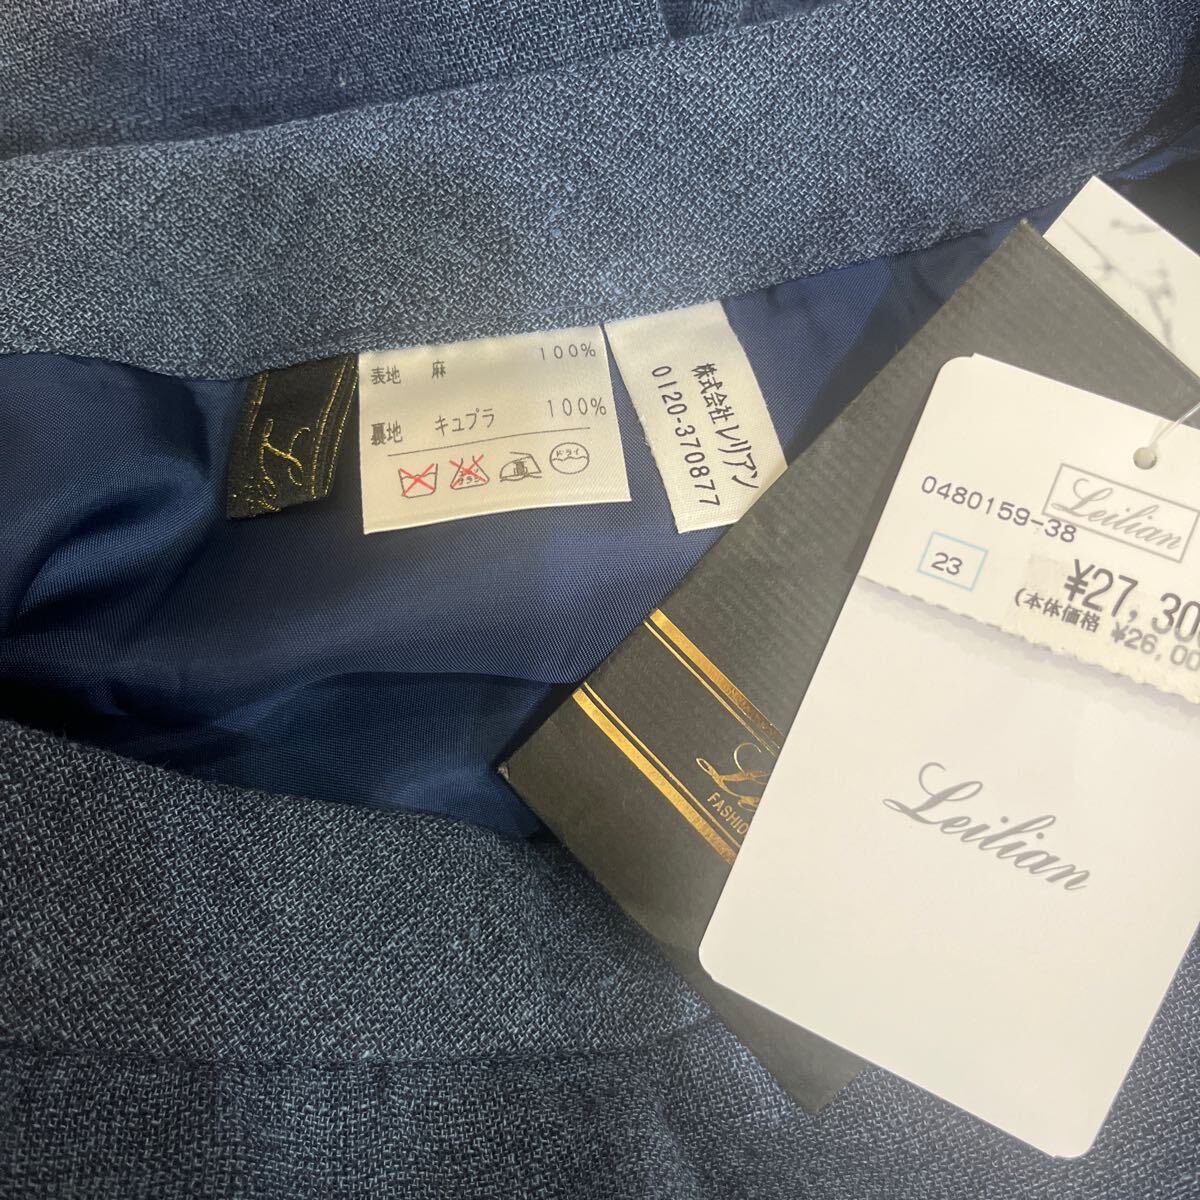 表地 麻 100%
裏地 キュプラ 100%
ドライ
株式会社レリアン
0120-370877
Leilian
0480159-38
23
¥27,30
(本体価格 ¥26,00
Leilian
FASHIO